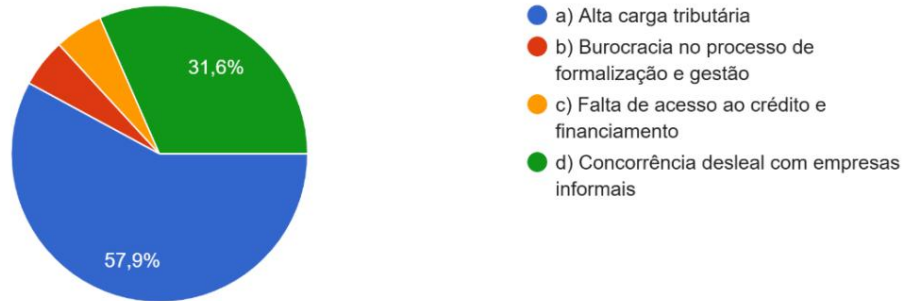 31,6%
57,9%
a) Alta carga tributária
b) Burocracia no processo de
formalização e gestão
c) Falta de acesso ao crédito e
financiamento
d) Concorrência desleal com empresas
informais